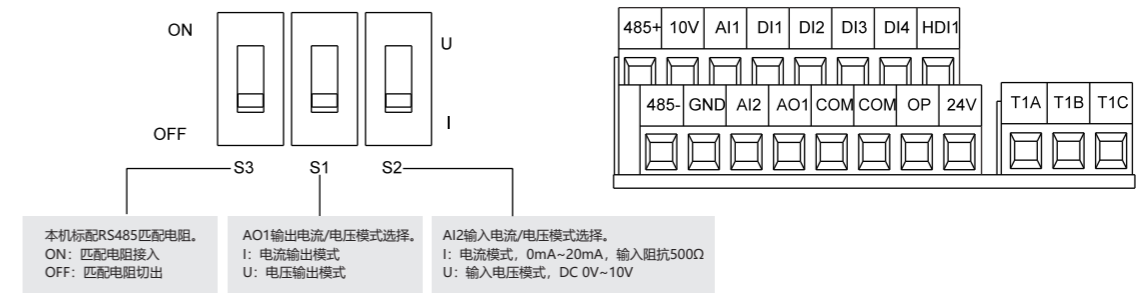 ON
U
OFF
I
S3 S1 S2
485+ 10V AI1 DI1 DI2 DI3 DI4 HDI1
485- GND AI2 AO1 COM COM OP 24V
T1A T1B T1C
本机标配RS485匹配电阻。
ON：匹配电阻接入
OFF：匹配电阻切出
AO1输出电流/电压模式选择。
I：电流输出模式
U：电压输出模式
AI2输入电流/电压模式选择。
I：电流模式，0mA~20mA，输入阻抗500Ω
U：输入电压模式，DC 0V~10V